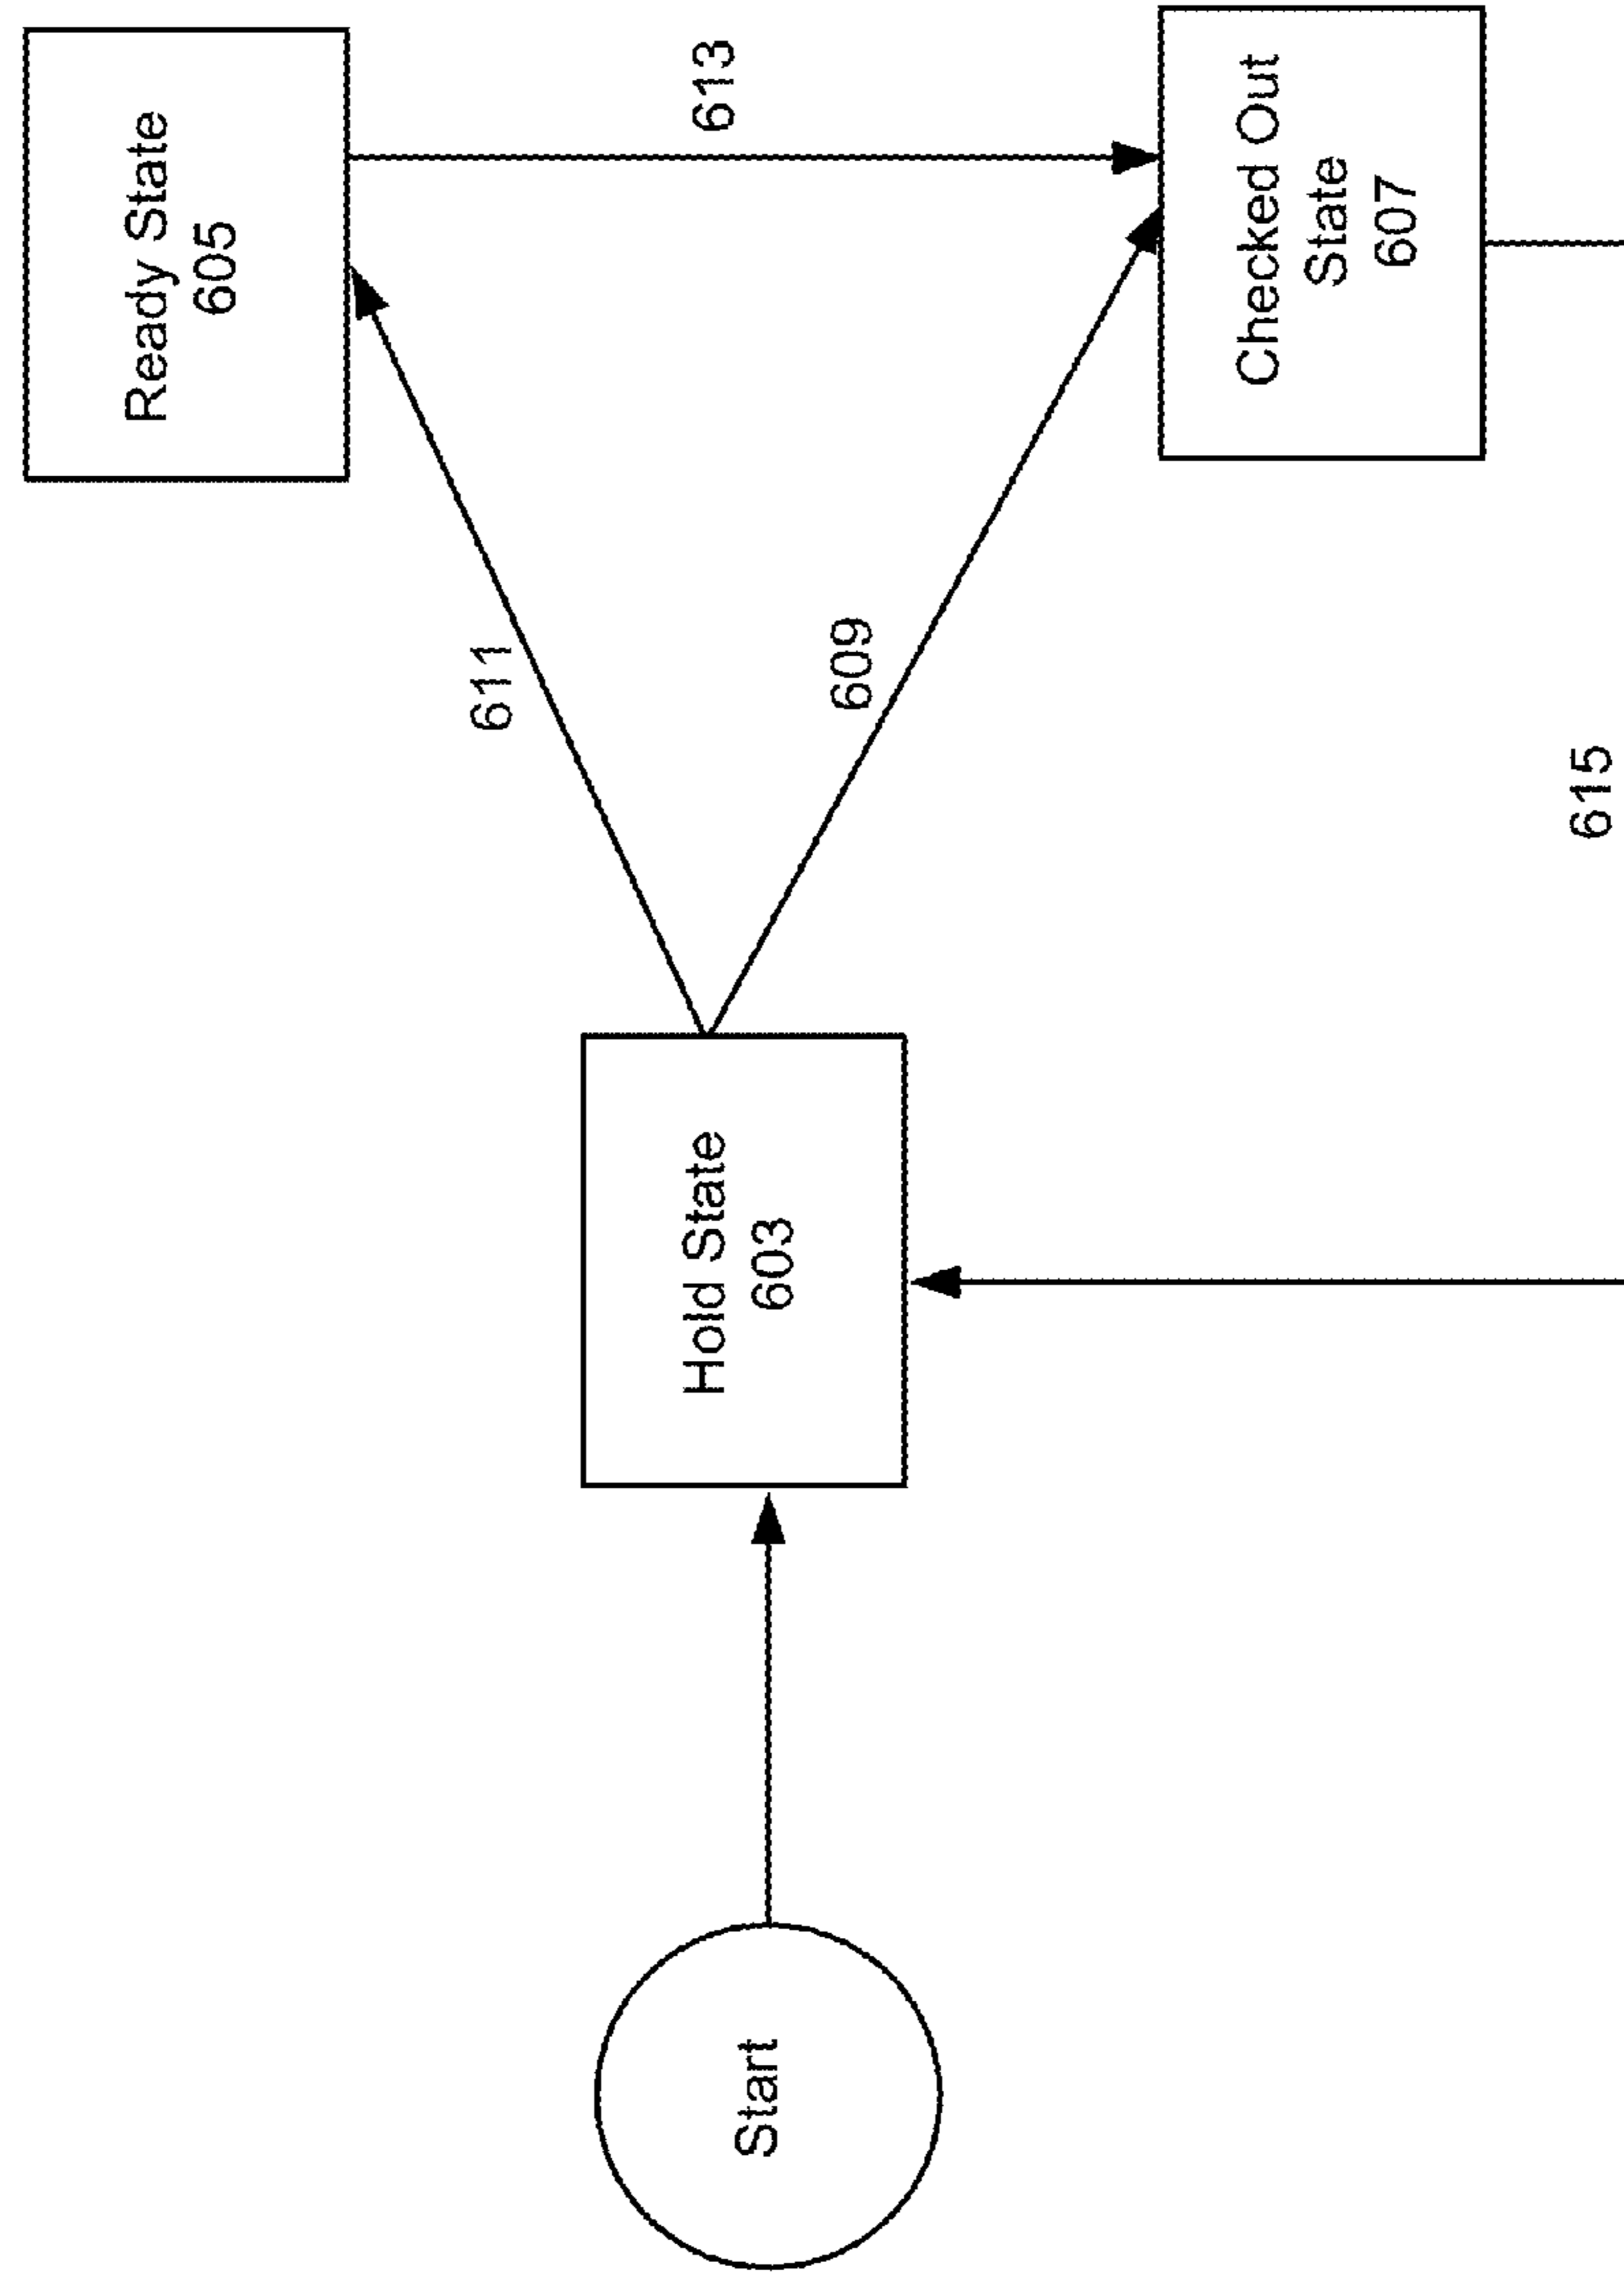 Start
Hold State
603
611
609
Ready State
605
613
Checked Out
State
607
615